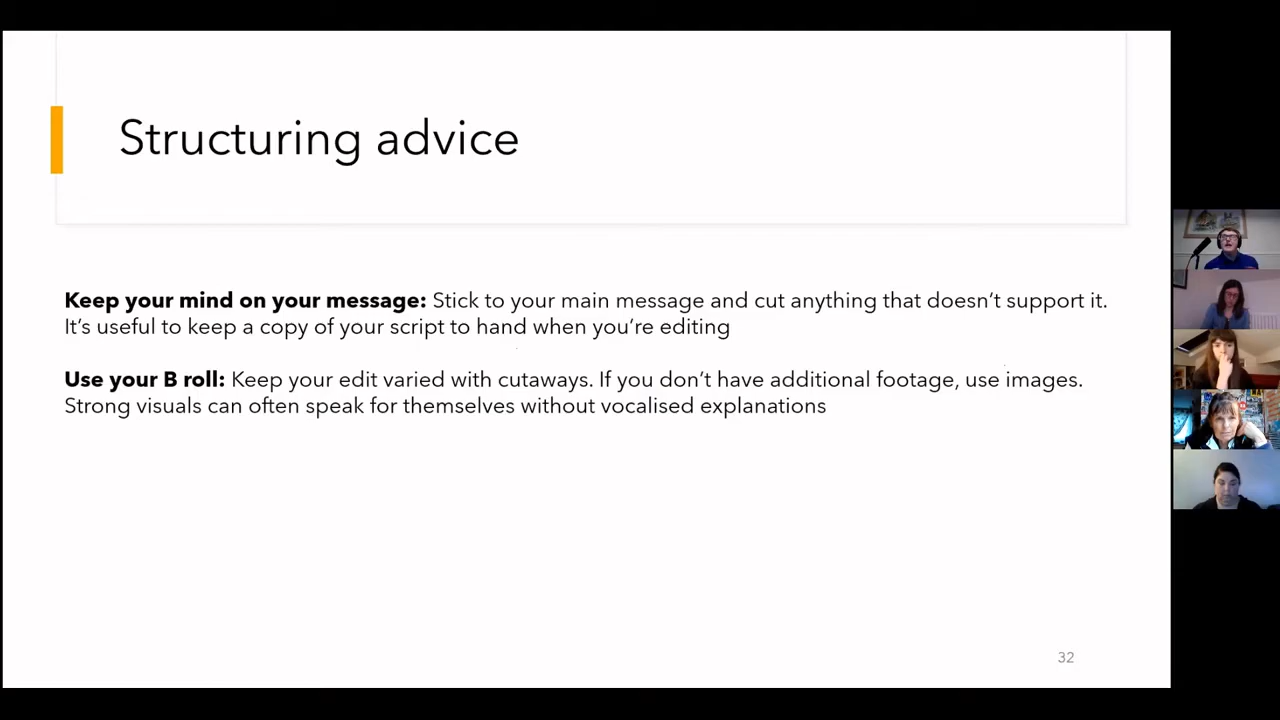 Structuring advice
Keep your mind on your message: Stick to your main message and cut anything that doesn’t support it.
It’s useful to keep a copy of your script to hand when you’re editing
Use your B roll: Keep your edit varied with cutaways. If you don’t have additional footage, use images.
Strong visuals can often speak for themselves without vocalised explanations
32